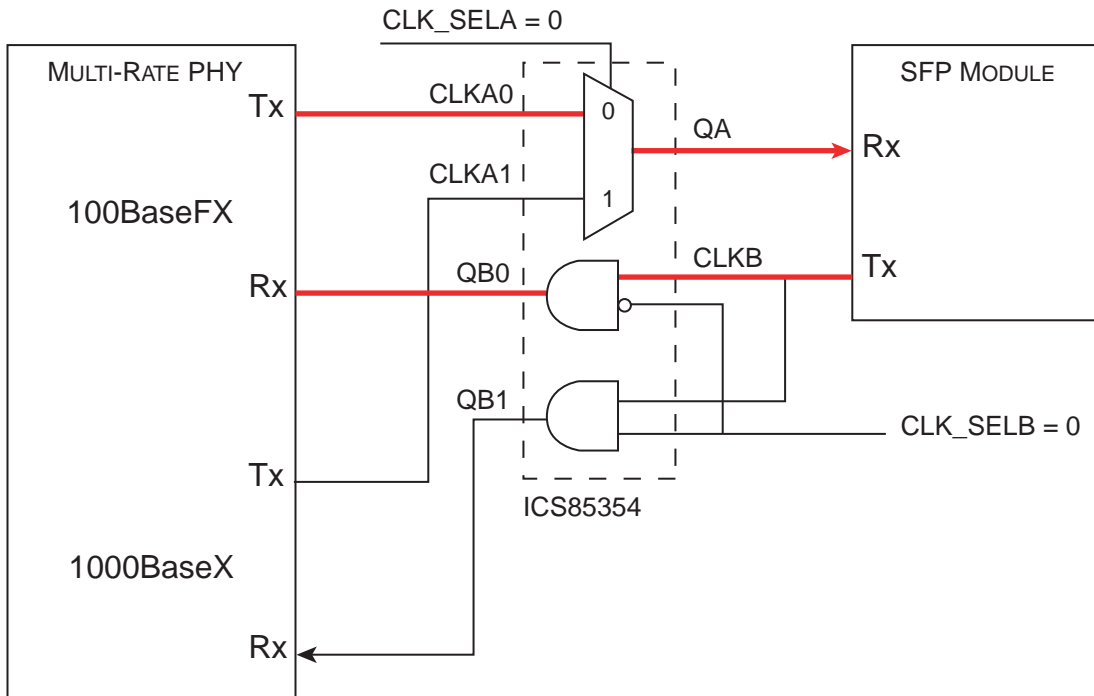 CLK_SELA = 0
MULTI-RATE PHY
SFP MODULE
Tx
CLKA0
0
QA
Rx
CLKA1
1
100BaseFX
Rx
QB0
CLKB
Tx
QB1
CLK_SELB = 0
Tx
ICS85354
1000BaseX
Rx